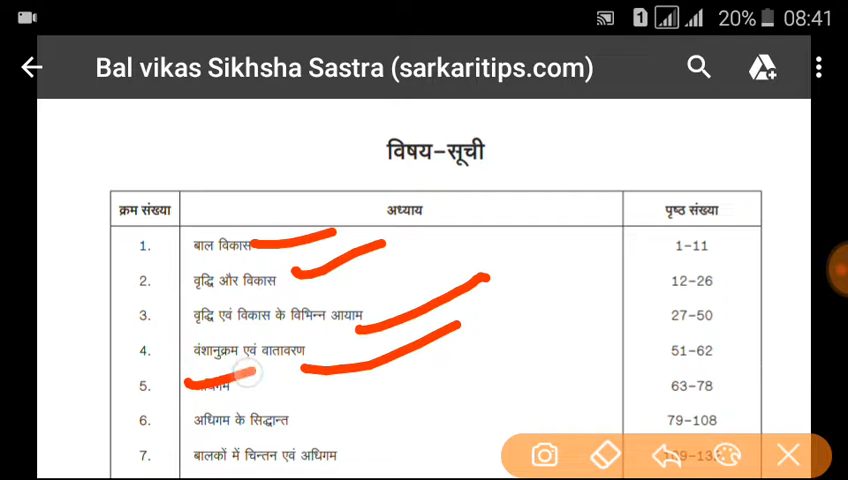 1 20% 08:41
Bal vikas Sikhsha Sastra (sarkaritips.com)
विषय-सूची
क्रम संख्या अध्याय पृष्ठ संख्या
1. बाल विकास 1-11
2. वृद्धि और विकास 12-26
3. वृद्धि एवं विकास के विभिन्न आयाम 27-50
4. वंशानुक्रम एवं वातावरण 51-62
5. 63-78
6. अधिगम के सिद्धान्त 79-108
7. बालकों में चिन्तन एवं अधिगम